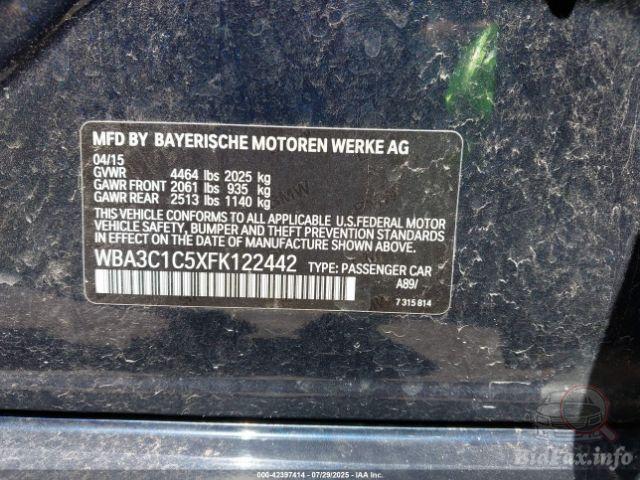 MFD BY BAYERISCHE MOTOREN WERKE AG
04/15
GVWR 4464 lbs 2025 kg
GAWR FRONT 2061 lbs 935 kg
GAWR REAR 2513 lbs 1140 kg
THIS VEHICLE CONFORMS TO ALL APPLICABLE U.S.FEDERAL MOTOR
VEHICLE SAFETY, BUMPER AND THEFT PREVENTION STANDARDS
IN EFFECT ON THE DATE OF MANUFACTURE SHOWN ABOVE.
WBA3C1C5XFK122442 TYPE: PASSENGER CAR
A89/
7 315 814
BidFax.info
000-42397414 - 07/29/2025 - IAA Inc.